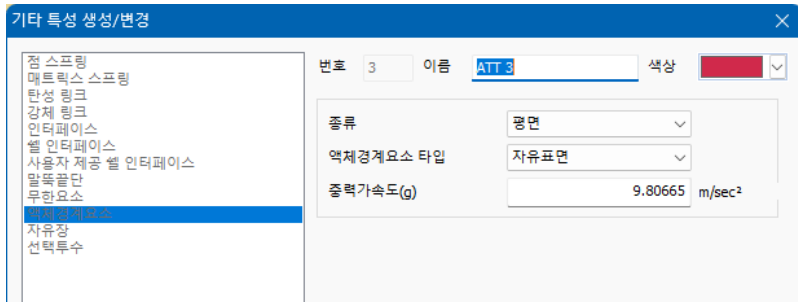 기타 특성 생성/변경
점 스프링
매트릭스 스프링
탄성 링크
강체 링크
인터페이스
쉘 인터페이스
사용자 제공 쉘 인터페이스
말뚝끝단
무한요소
액체경계요소
자유장
선택투수
번호 3 이름 ATT 3 색상
종류 평면
액체경계요소 타입 자유표면
중력가속도(g) 9.80665 m/sec²